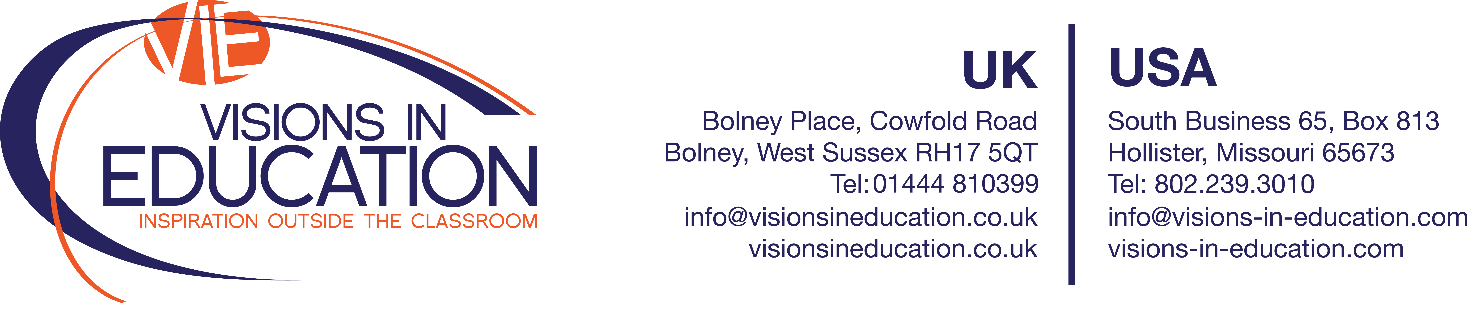 VIE
VISIONS IN
EDUCATION
INSPIRATION OUTSIDE THE CLASSROOM
UK
Bolney Place, Cowfold Road
Bolney, West Sussex RH17 5QT
Tel: 01444 810399
info@visionsineducation.co.uk
visionsineducation.co.uk
USA
South Business 65, Box 813
Hollister, Missouri 65673
Tel: 802.239.3010
info@visions-in-education.com
visions-in-education.com